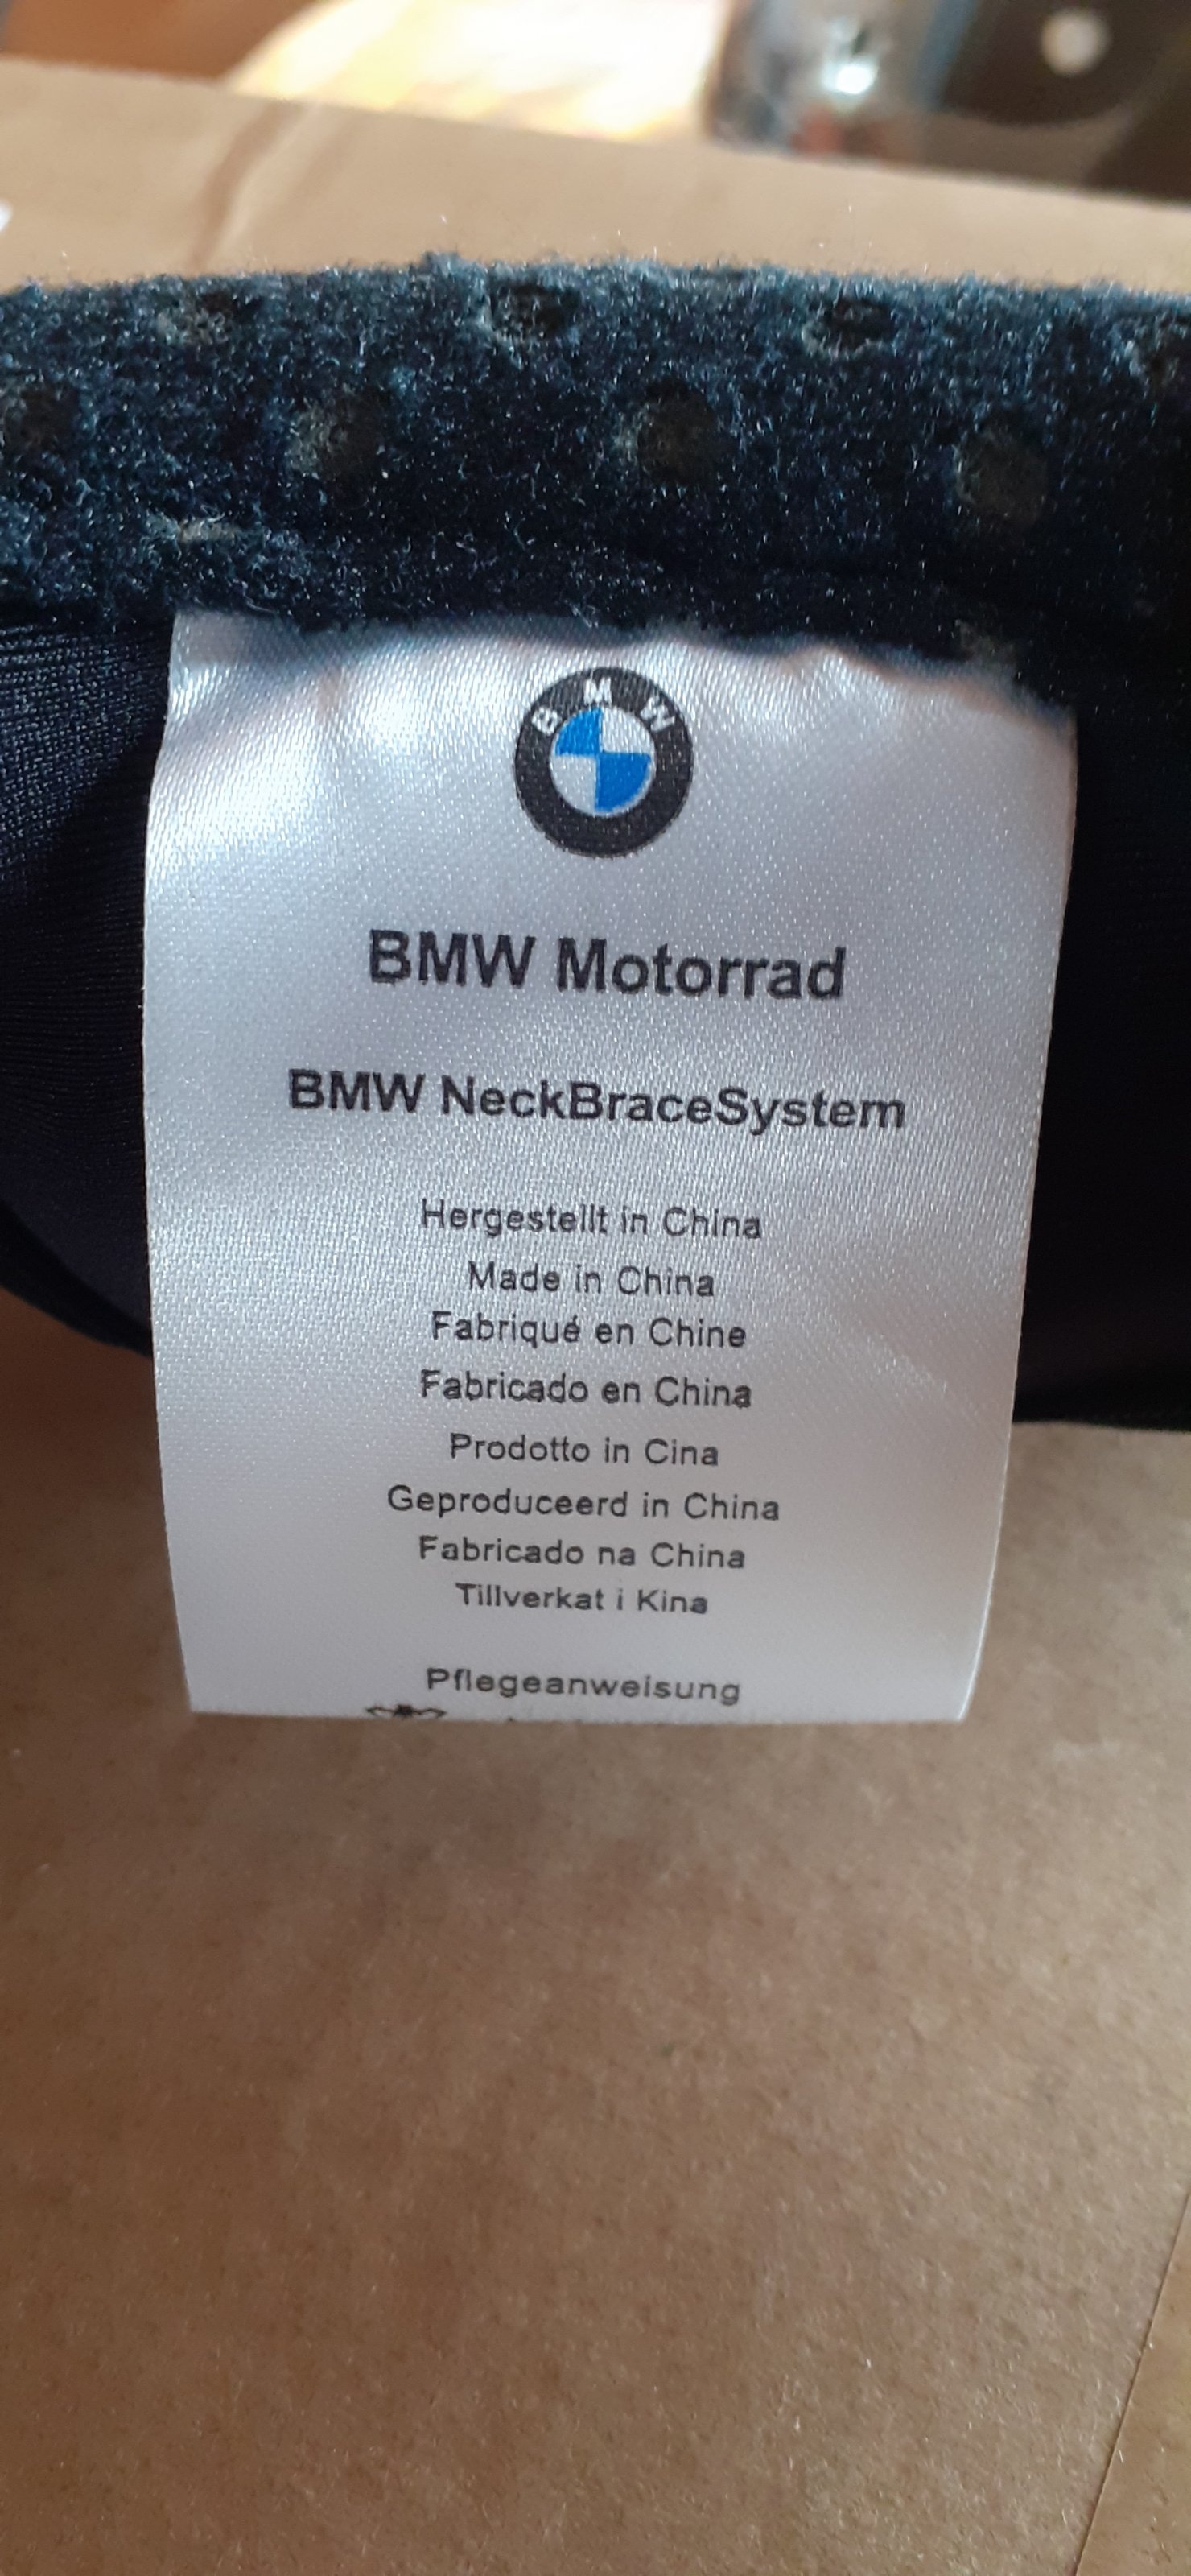 BMW
BMW Motorrad
BMW NeckBraceSystem
Hergestellt in China
Made in China
Fabriqué en Chine
Fabricado en China
Prodotto in Cina
Geproduceerd in China
Fabricado na China
Tillverkat i Kina
Pflegeanweisung